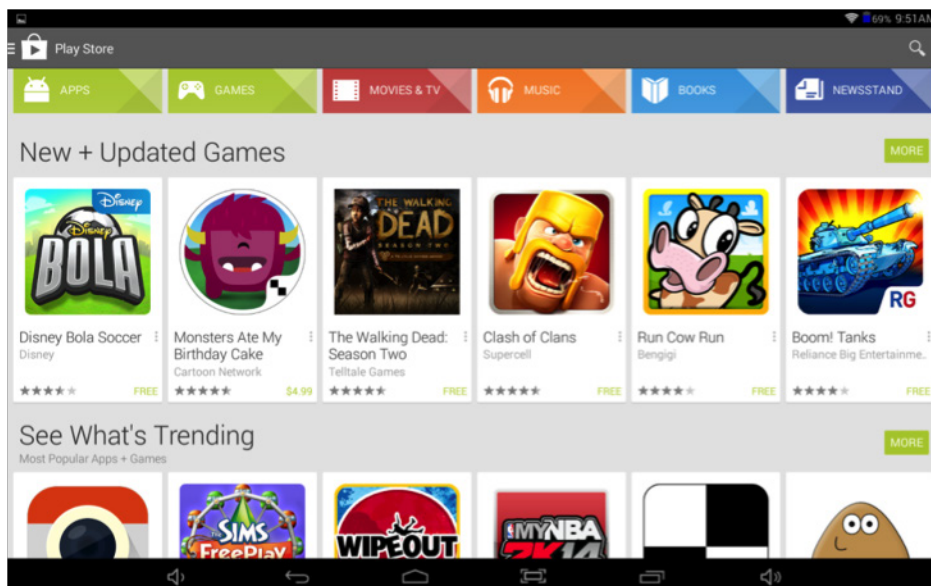 69% 9:51AM
Play Store
APPS
GAMES
MOVIES & TV
MUSIC
BOOKS
NEWSSTAND
New + Updated Games
MORE
Disney
Disney
BOLA
THE WALKING
DEAD
SEASON TWO
RG
Disney Bola Soccer
Disney
FREE
Monsters Ate My
Birthday Cake
Cartoon Network
$4.99
The Walking Dead:
Season Two
Telltale Games
FREE
Clash of Clans
Supercell
FREE
Run Cow Run
Bengigi
FREE
Boom! Tanks
Reliance Big Entertainme..
FREE
See What's Trending
Most Popular Apps + Games
MORE
THE
SIMS
FreePlay
WIPEOUT
MYNBA
2K14